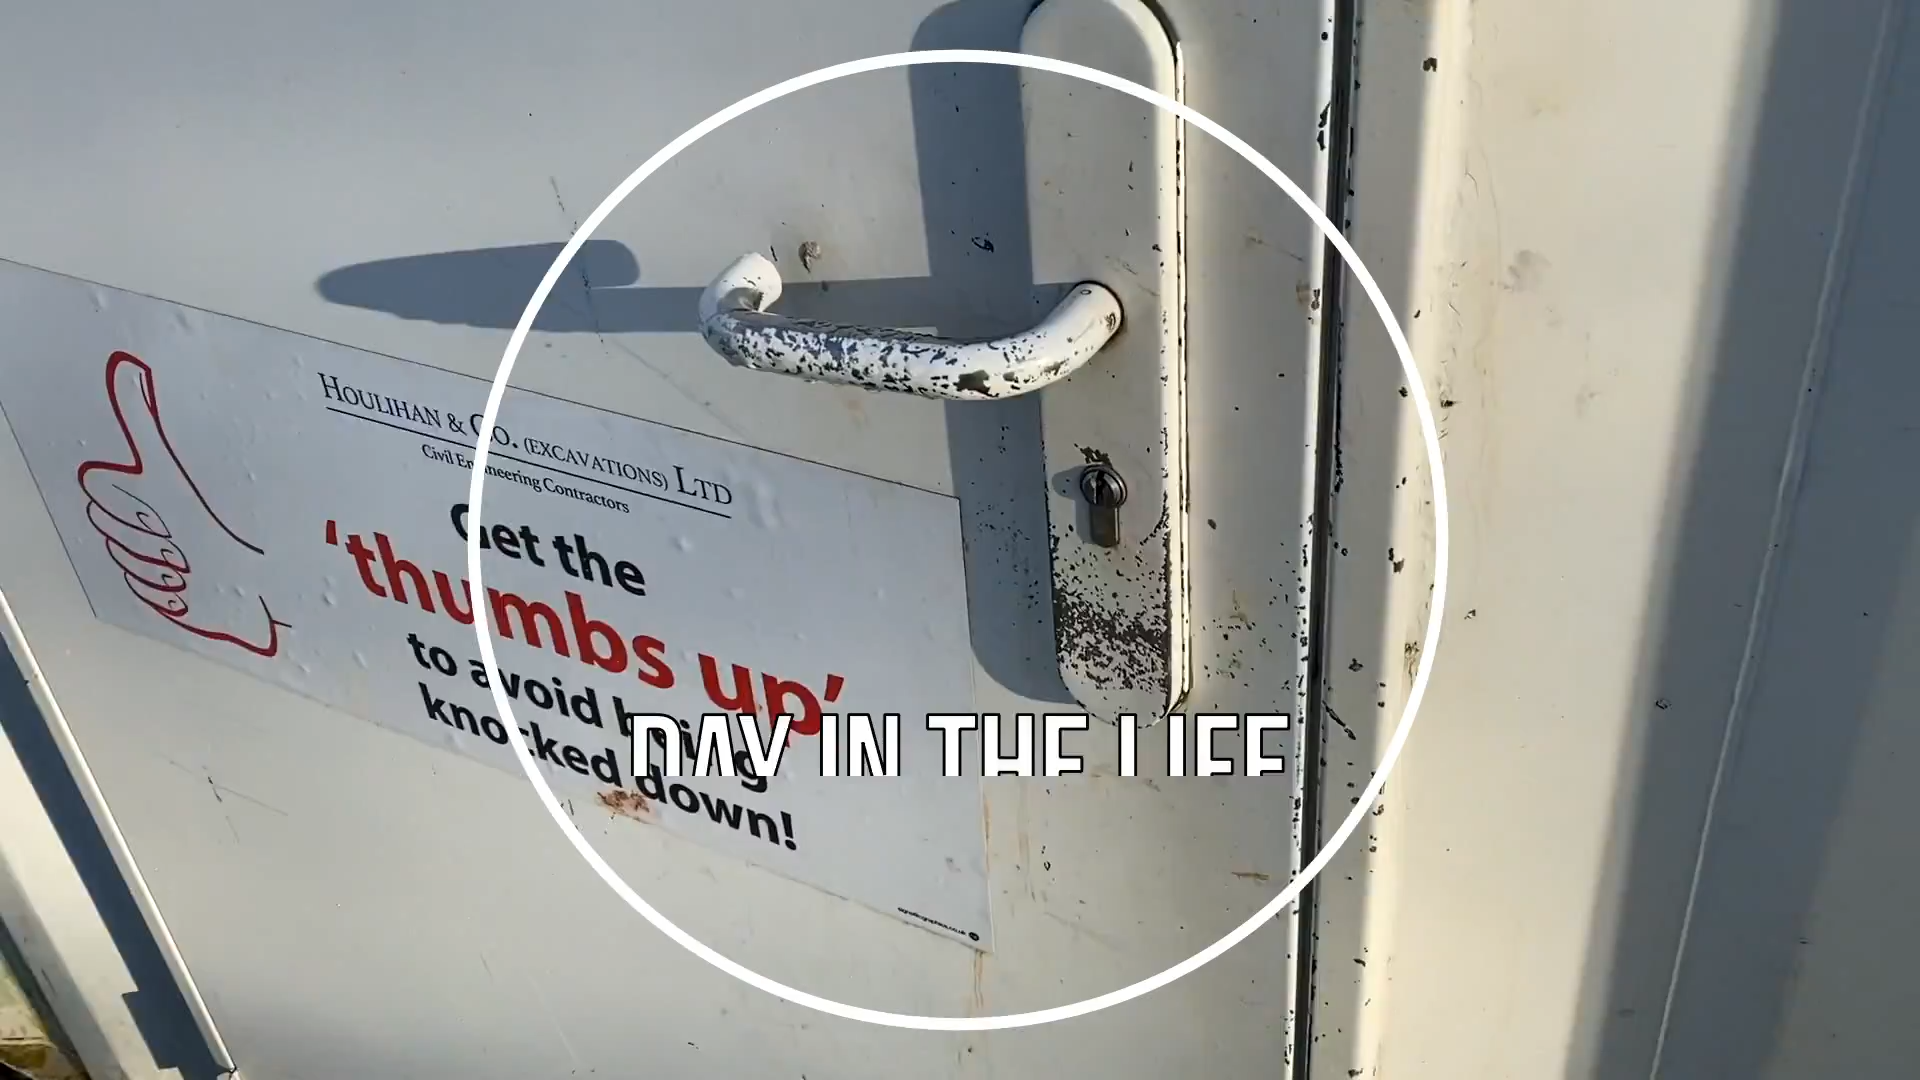 HOULIHAN & CO. (EXCAVATIONS) LTD
Civil Engineering Contractors
Get the
'thumbs up'
to avoid being
knocked down!
DAY IN THE LIFE